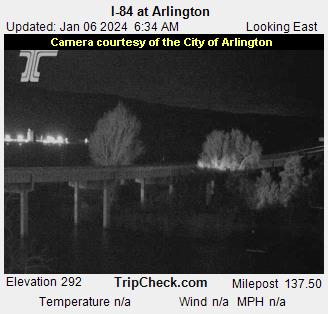 I-84 at Arlington
Updated: Jan 06 2024 6:34 AM Looking East
Camera courtesy of the City of Arlington
Elevation 292 TripCheck.com Milepost 137.50
Temperature n/a Wind n/a MPH n/a